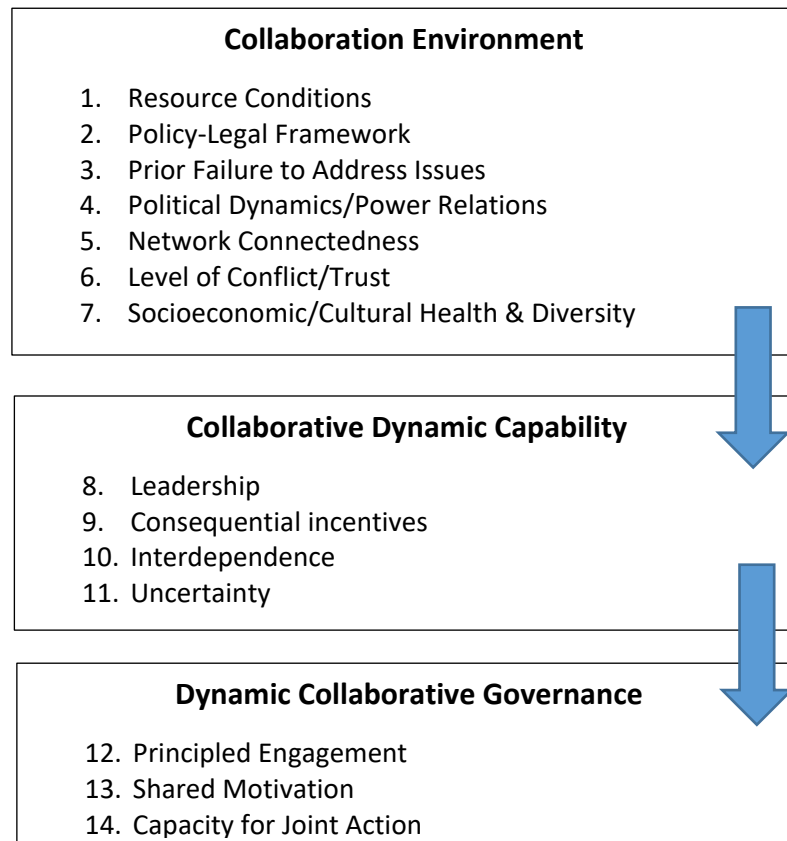 Collaboration Environment
1. Resource Conditions
2. Policy-Legal Framework
3. Prior Failure to Address Issues
4. Political Dynamics/Power Relations
5. Network Connectedness
6. Level of Conflict/Trust
7. Socioeconomic/Cultural Health & Diversity
Collaborative Dynamic Capability
8. Leadership
9. Consequential incentives
10. Interdependence
11. Uncertainty
Dynamic Collaborative Governance
12. Principled Engagement
13. Shared Motivation
14. Capacity for Joint Action